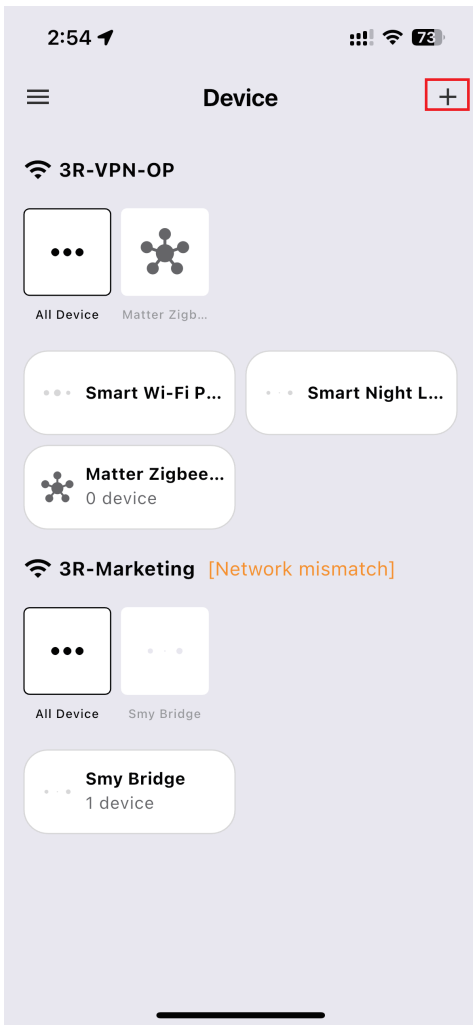 2:54
73
Device
3R-VPN-OP
All Device
Matter Zigb...
Smart Wi-Fi P...
Smart Night L...
Matter Zigbee...
0 device
3R-Marketing [Network mismatch]
All Device
Smy Bridge
Smy Bridge
1 device